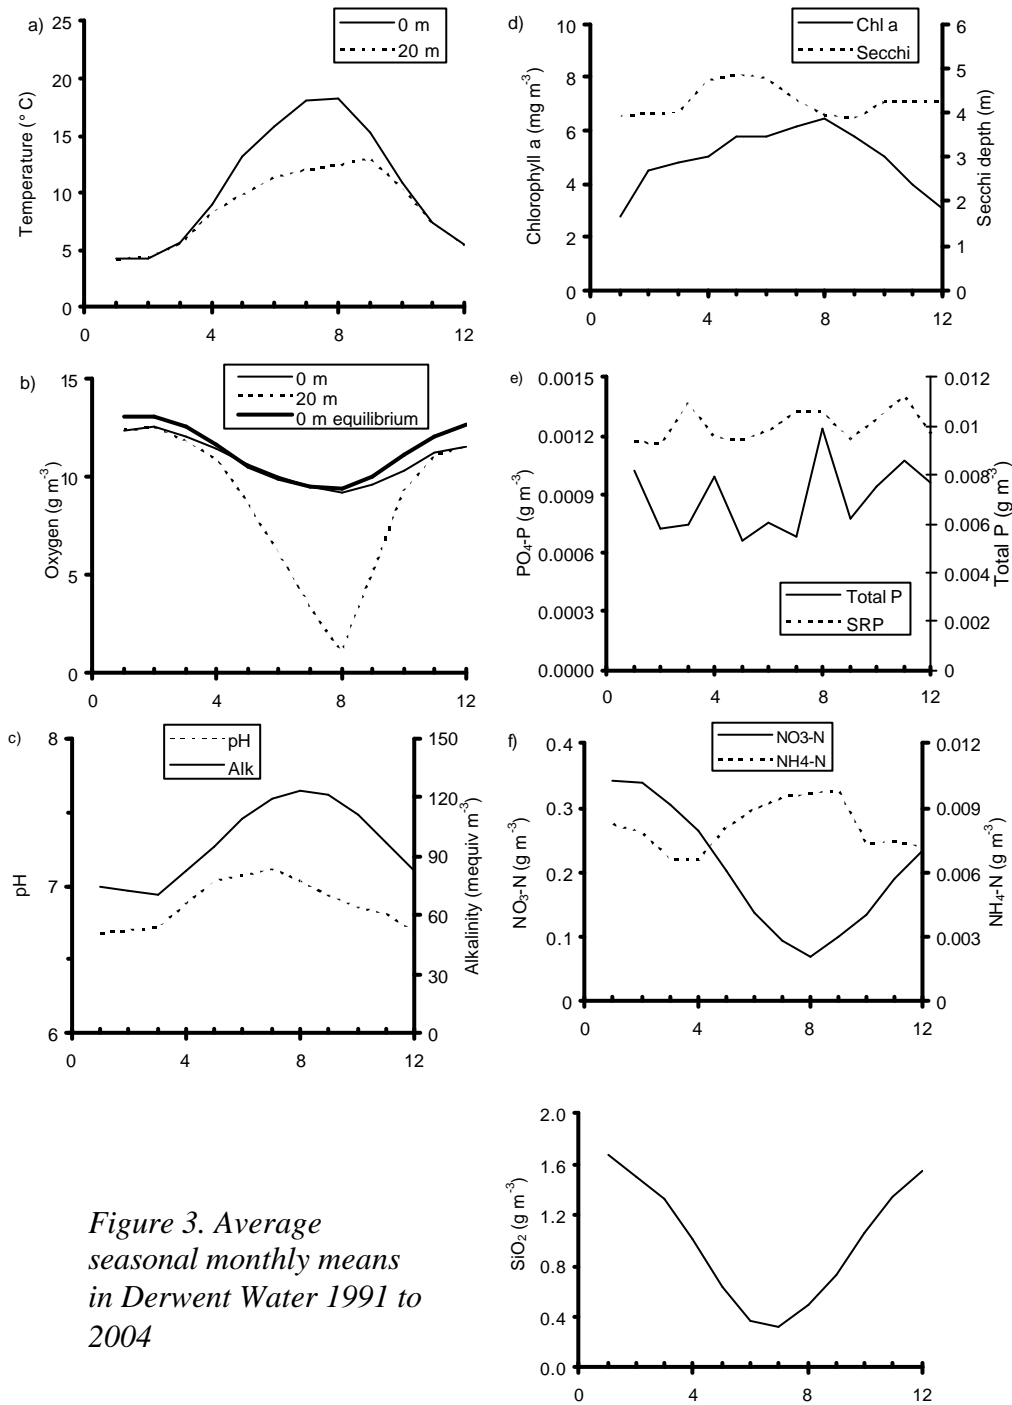 a)
25
20
15
10
5
0
Temperature (° C)
0 m
20 m
0
4
8
12
d)
10
8
6
4
2
0
Chlorophyll a (mg m-3)
Chl a
Secchi
6
5
4
3
2
1
0
Secchi depth (m)
0
4
8
12
b)
15
10
5
0
Oxygen (g m-3)
0 m
20 m
0 m equilibrium
0
4
8
12
e)
0.0015
0.0012
0.0009
0.0006
0.0003
0.0000
PO4-P (g m-3)
Total P
SRP
0.012
0.01
0.008
0.006
0.004
0.002
0
Total P (g m-3)
0
4
8
12
c)
8
7
6
pH
pH
Alk
150
120
90
60
30
0
Alkalinity (mequiv m-3)
0
4
8
12
f)
0.4
0.3
0.2
0.1
0
NO3-N (g m-3)
NO3-N
NH4-N
0.012
0.009
0.006
0.003
0
NH4-N (g m-3)
0
4
8
12
2.0
1.6
1.2
0.8
0.4
0.0
SiO2 (g m-3)
0
4
8
12
Figure 3. Average
seasonal monthly means
in Derwent Water 1991 to
2004